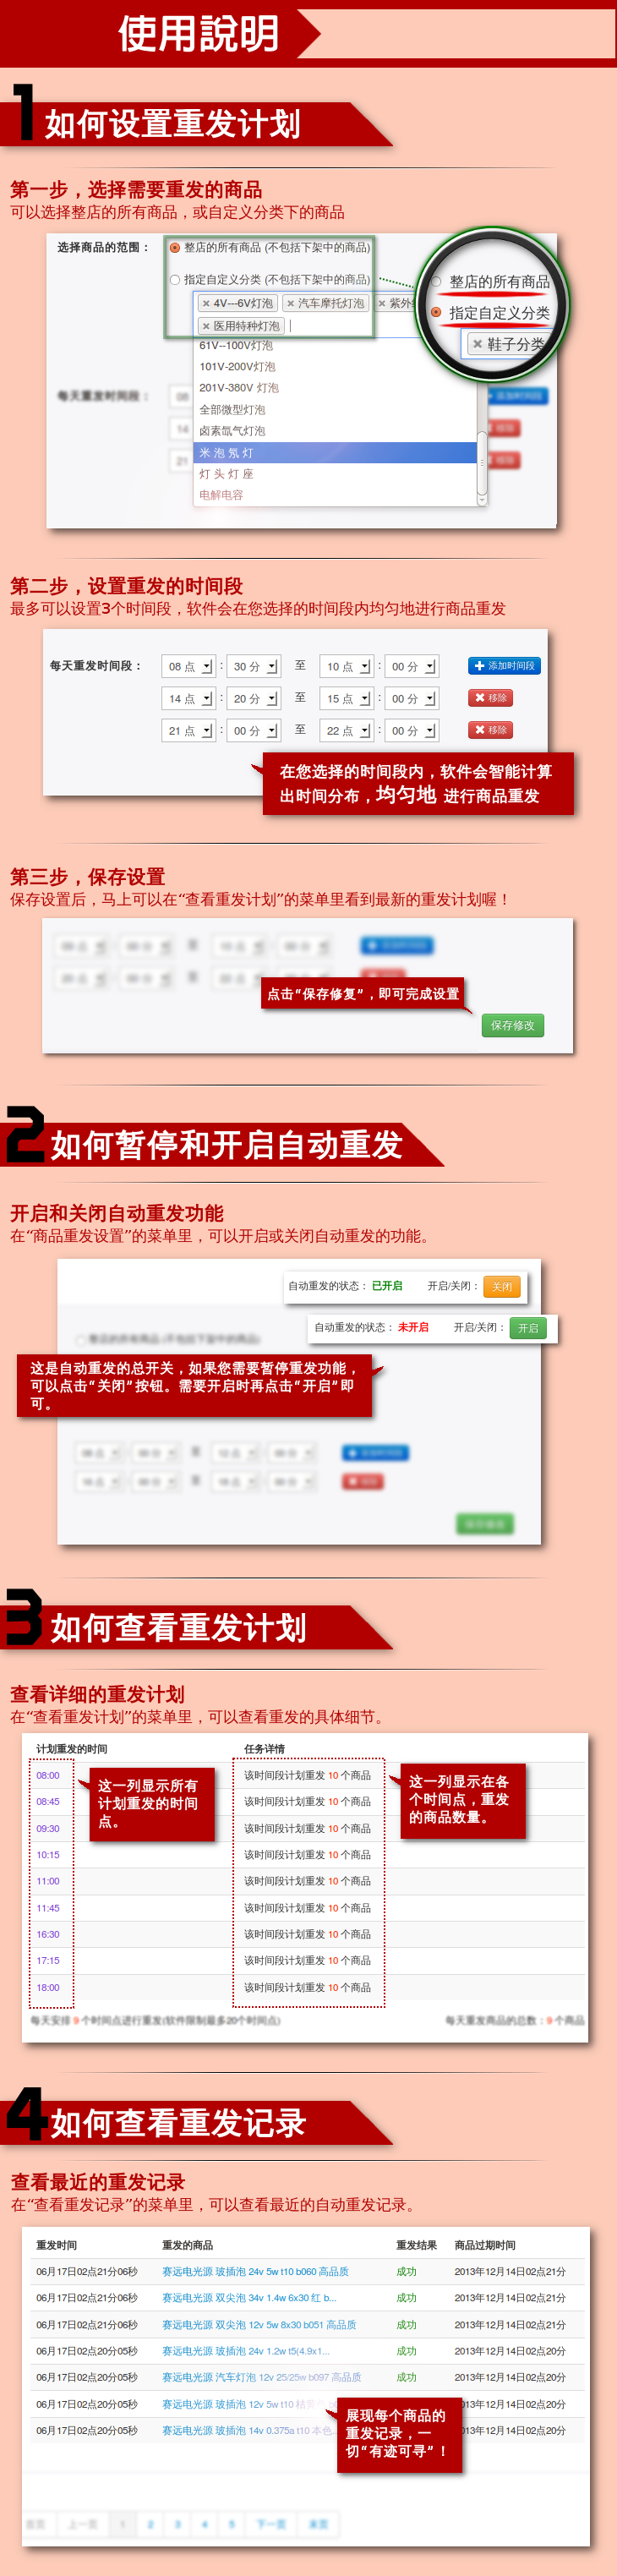 使用說明
1 如何设置重发计划
第一步，选择需要重发的商品
可以选择整店的所有商品，或自定义分类下的商品
选择商品的范围：
整店的所有商品 (不包括下架中的商品)
指定自定义分类 (不包括下架中的商品)
4V---6V灯泡 汽车摩托灯泡 紫外
医用特种灯泡
61V--100V灯泡
101V-200V灯泡
201V-380V 灯泡
全部微型灯泡
卤素氙气灯泡
米 泡 氖 灯
灯 头 灯 座
电解电容
整店的所有商品
指定自定义分类
鞋子分类
每天重发时间段：
添加时间段
移除
移除
第二步，设置重发的时间段
最多可以设置3个时间段，软件会在您选择的时间段内均匀地进行商品重发
每天重发时间段： 08 点 : 30 分 至 10 点 : 00 分 添加时间段
14 点 : 20 分 至 15 点 : 00 分 移除
21 点 : 00 分 至 22 点 : 00 分 移除
在您选择的时间段内，软件会智能计算
出时间分布，均匀地 进行商品重发
第三步，保存设置
保存设置后，马上可以在“查看重发计划”的菜单里看到最新的重发计划喔！
点击“保存修复”，即可完成设置
保存修改
2 如何暂停和开启自动重发
开启和关闭自动重发功能
在“商品重发设置”的菜单里，可以开启或关闭自动重发的功能。
自动重发的状态： 已开启 开启/关闭： 关闭
自动重发的状态： 未开启 开启/关闭： 开启
整店的所有商品 (不包括下架中的商品)
这是自动重发的总开关，如果您需要暂停重发功能，
可以点击“关闭”按钮。需要开启时再点击“开启”即
可。
保存修改
3 如何查看重发计划
查看详细的重发计划
在“查看重发计划”的菜单里，可以查看重发的具体细节。
计划重发的时间 任务详情
08:00 该时间段计划重发 10 个商品
08:45 该时间段计划重发 10 个商品
09:30 该时间段计划重发 10 个商品
10:15 该时间段计划重发 10 个商品
11:00 该时间段计划重发 10 个商品
11:45 该时间段计划重发 10 个商品
16:30 该时间段计划重发 10 个商品
17:15 该时间段计划重发 10 个商品
18:00 该时间段计划重发 10 个商品
这一列显示所有
计划重发的时间
点。
这一列显示在各
个时间点，重发
的商品数量。
每天安排 9 个时间点进行重发(软件限制最多20个时间点) 每天重发商品的总数：9 个商品
4 如何查看重发记录
查看最近的重发记录
在“查看重发记录”的菜单里，可以查看最近的自动重发记录。
重发时间 重发的商品 重发结果 商品过期时间
06月17日02点21分06秒 赛远电光源 玻插泡 24v 5w t10 b060 高品质 成功 2013年12月14日02点21分
06月17日02点21分06秒 赛远电光源 双尖泡 34v 1.4w 6x30 红 b... 成功 2013年12月14日02点21分
06月17日02点21分06秒 赛远电光源 双尖泡 12v 5w 8x30 b051 高品质 成功 2013年12月14日02点21分
06月17日02点20分05秒 赛远电光源 玻插泡 24v 1.2w t5(4.9x1... 成功 2013年12月14日02点20分
06月17日02点20分05秒 赛远电光源 汽车灯泡 12v 25/25w b097 高品质 成功 2013年12月14日02点20分
06月17日02点20分05秒 赛远电光源 玻插泡 12v 5w t10 013年12月14日02点20分
06月17日02点20分05秒 赛远电光源 玻插泡 14v 0.375a t10 本色 013年12月14日02点20分
展现每个商品的
重发记录，一
切“有迹可寻”！
首页 上一页 1 2 3 4 5 下一页 末页